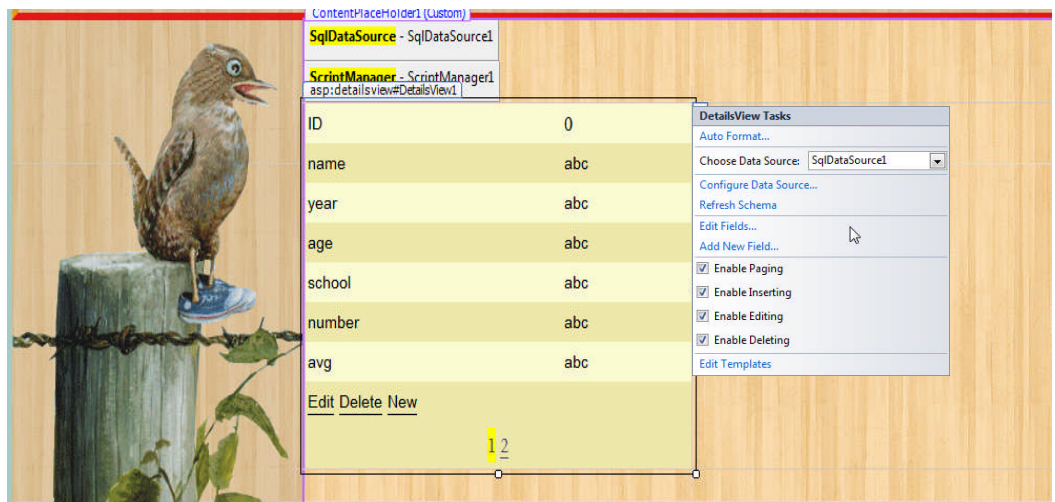 ContentPlaceHolder1 (Custom)
SqlDataSource - SqlDataSource1
ScriptManager - ScriptManager1
asp:detailsview#DetailsView1
ID 0
name abc
year abc
age abc
school abc
number abc
avg abc
Edit Delete New
1 2
DetailsView Tasks
Auto Format...
Choose Data Source: SqlDataSource1
Configure Data Source...
Refresh Schema
Edit Fields...
Add New Field...
Enable Paging
Enable Inserting
Enable Editing
Enable Deleting
Edit Templates